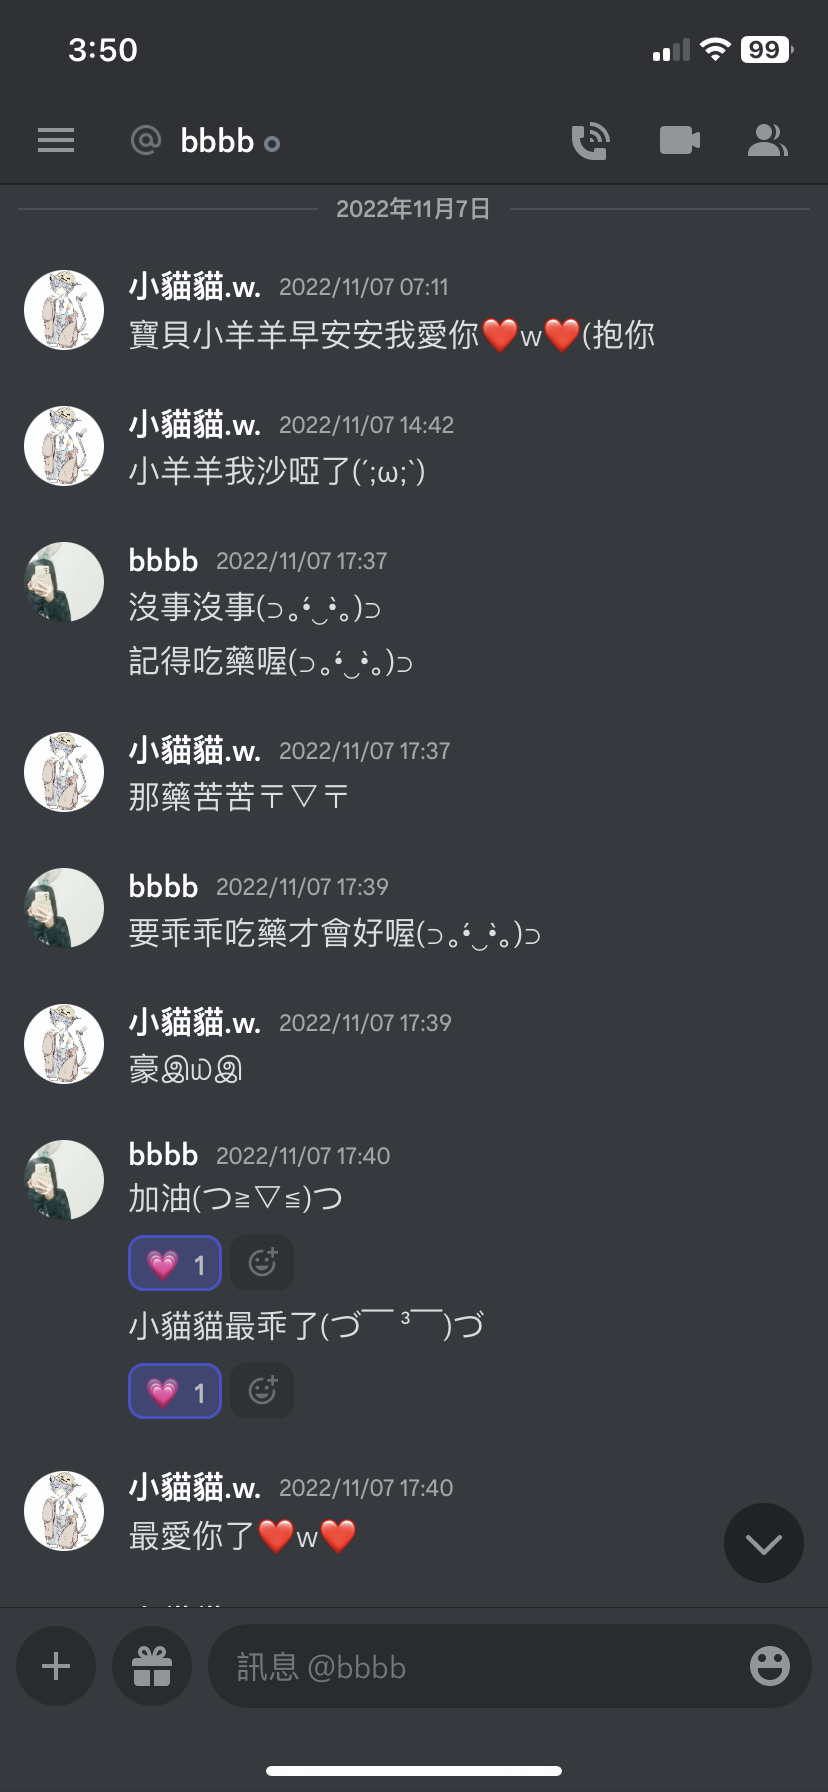 3:50
99
@ bbbb
2022年11月7日
小貓貓.w. 2022/11/07 07:11
寶貝小羊羊早安安我愛你❤️w❤️(抱你
小貓貓.w. 2022/11/07 14:42
小羊羊我沙啞了(´;ω;`)
bbbb 2022/11/07 17:37
沒事沒事(⊃｡•́‿•̀｡)⊃
記得吃藥喔(⊃｡•́‿•̀｡)⊃
小貓貓.w. 2022/11/07 17:37
那藥苦苦〒▽〒
bbbb 2022/11/07 17:39
要乖乖吃藥才會好喔(⊃｡•́‿•̀｡)⊃
小貓貓.w. 2022/11/07 17:39
豪இωஇ
bbbb 2022/11/07 17:40
加油(つ≧▽≦)つ
💗 1
小貓貓最乖了(づ￣ ³￣)づ
💗 1
小貓貓.w. 2022/11/07 17:40
最愛你了❤️w❤️
訊息 @bbbb